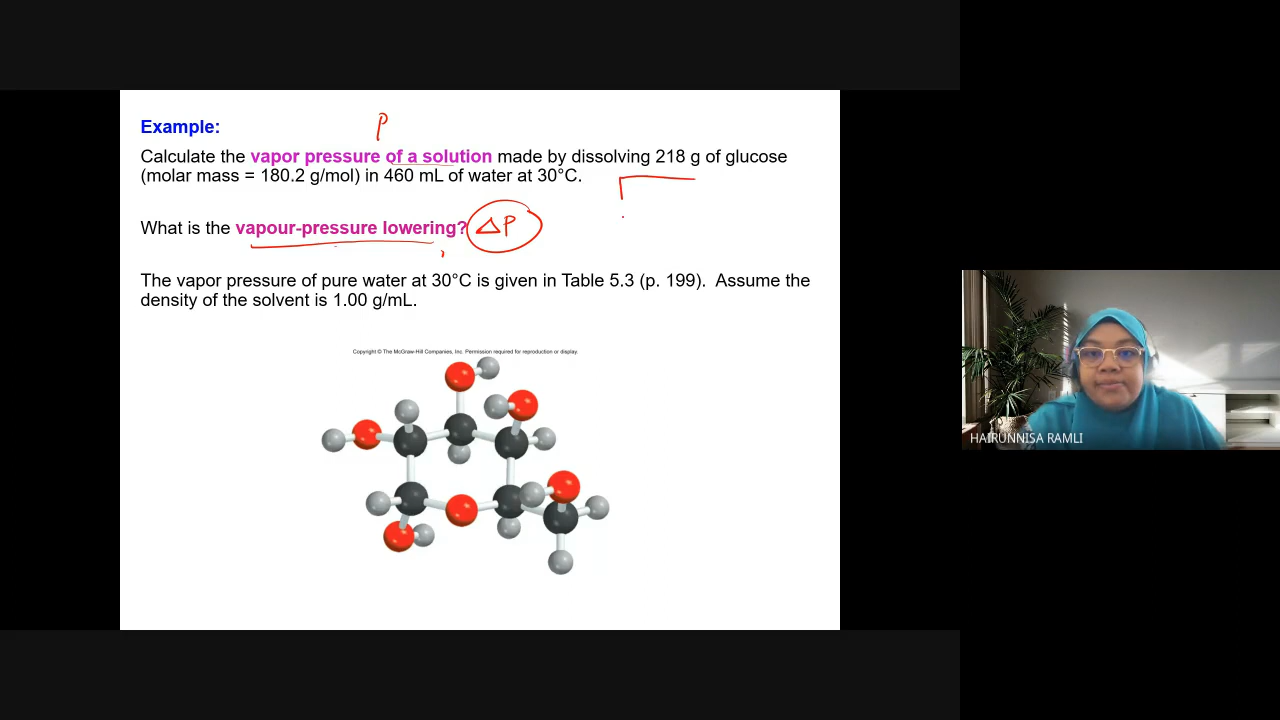 P
Example:
Calculate the vapor pressure of a solution made by dissolving 218 g of glucose
(molar mass = 180.2 g/mol) in 460 mL of water at 30°C.
What is the vapour-pressure lowering? ΔP
The vapor pressure of pure water at 30°C is given in Table 5.3 (p. 199). Assume the
density of the solvent is 1.00 g/mL.
Copyright © The McGraw-Hill Companies, Inc. Permission required for reproduction or display.
HAIRUNNISA RAMLI